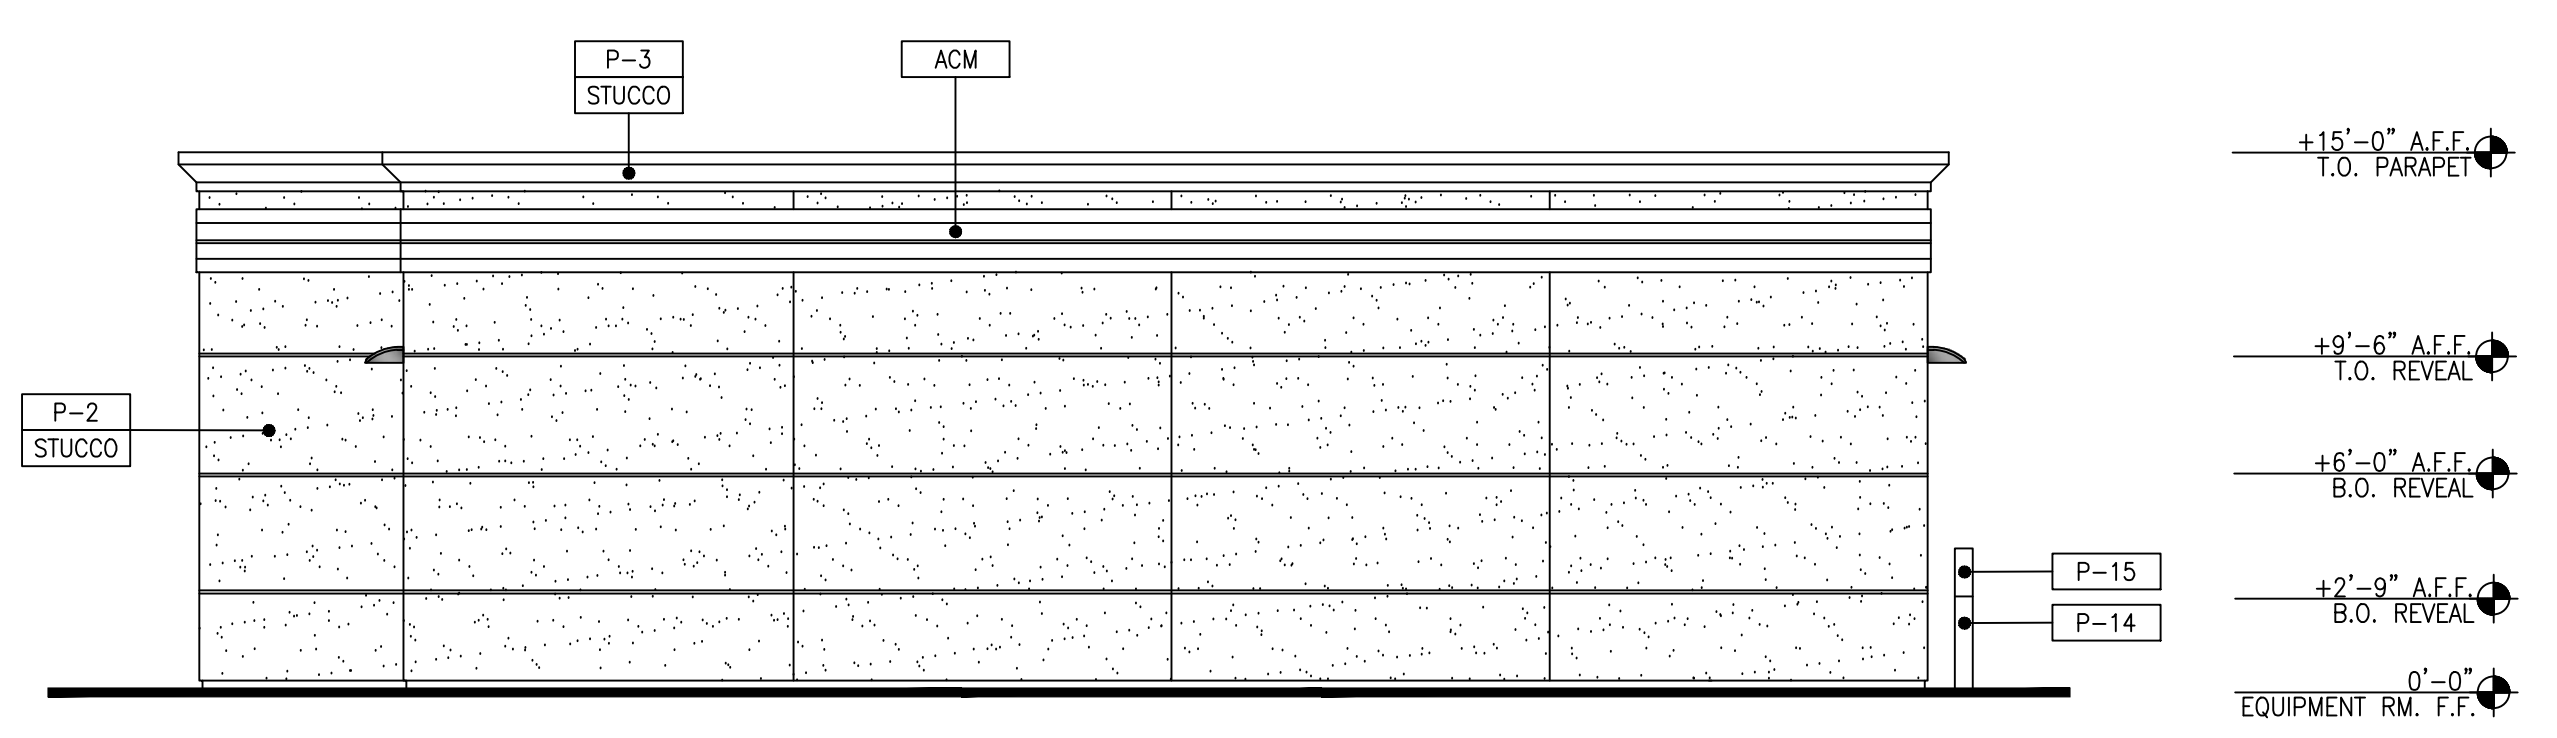 P-3
STUCCO
ACM
+15'-0" A.F.F.
T.O. PARAPET
+9'-6" A.F.F.
T.O. REVEAL
P-2
STUCCO
+6'-0" A.F.F.
B.O. REVEAL
P-15
+2'-9" A.F.F.
B.O. REVEAL
P-14
0'-0"
EQUIPMENT RM. F.F.